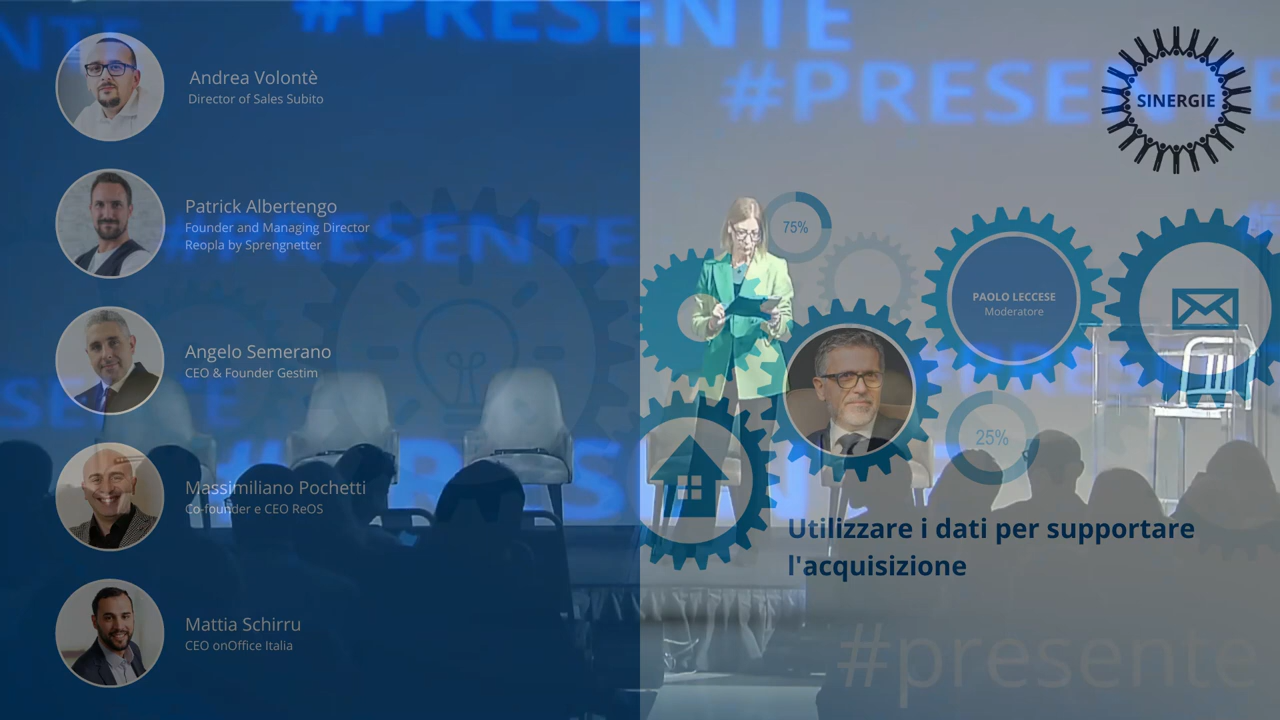 #PRESENTE
#PRESENTE
SINERGIE
Andrea Volontè
Director of Sales Subito
Patrick Albertengo
Founder and Managing Director
Reopla by Sprengnetter
#PRESENTE
75%
PAOLO LECCESE
Moderatore
Angelo Semerano
CEO & Founder Gestim
25%
Massimiliano Pochetti
Co-founder e CEO ReOS
Utilizzare i dati per supportare
l'acquisizione
Mattia Schirru
CEO onOffice Italia
#presente